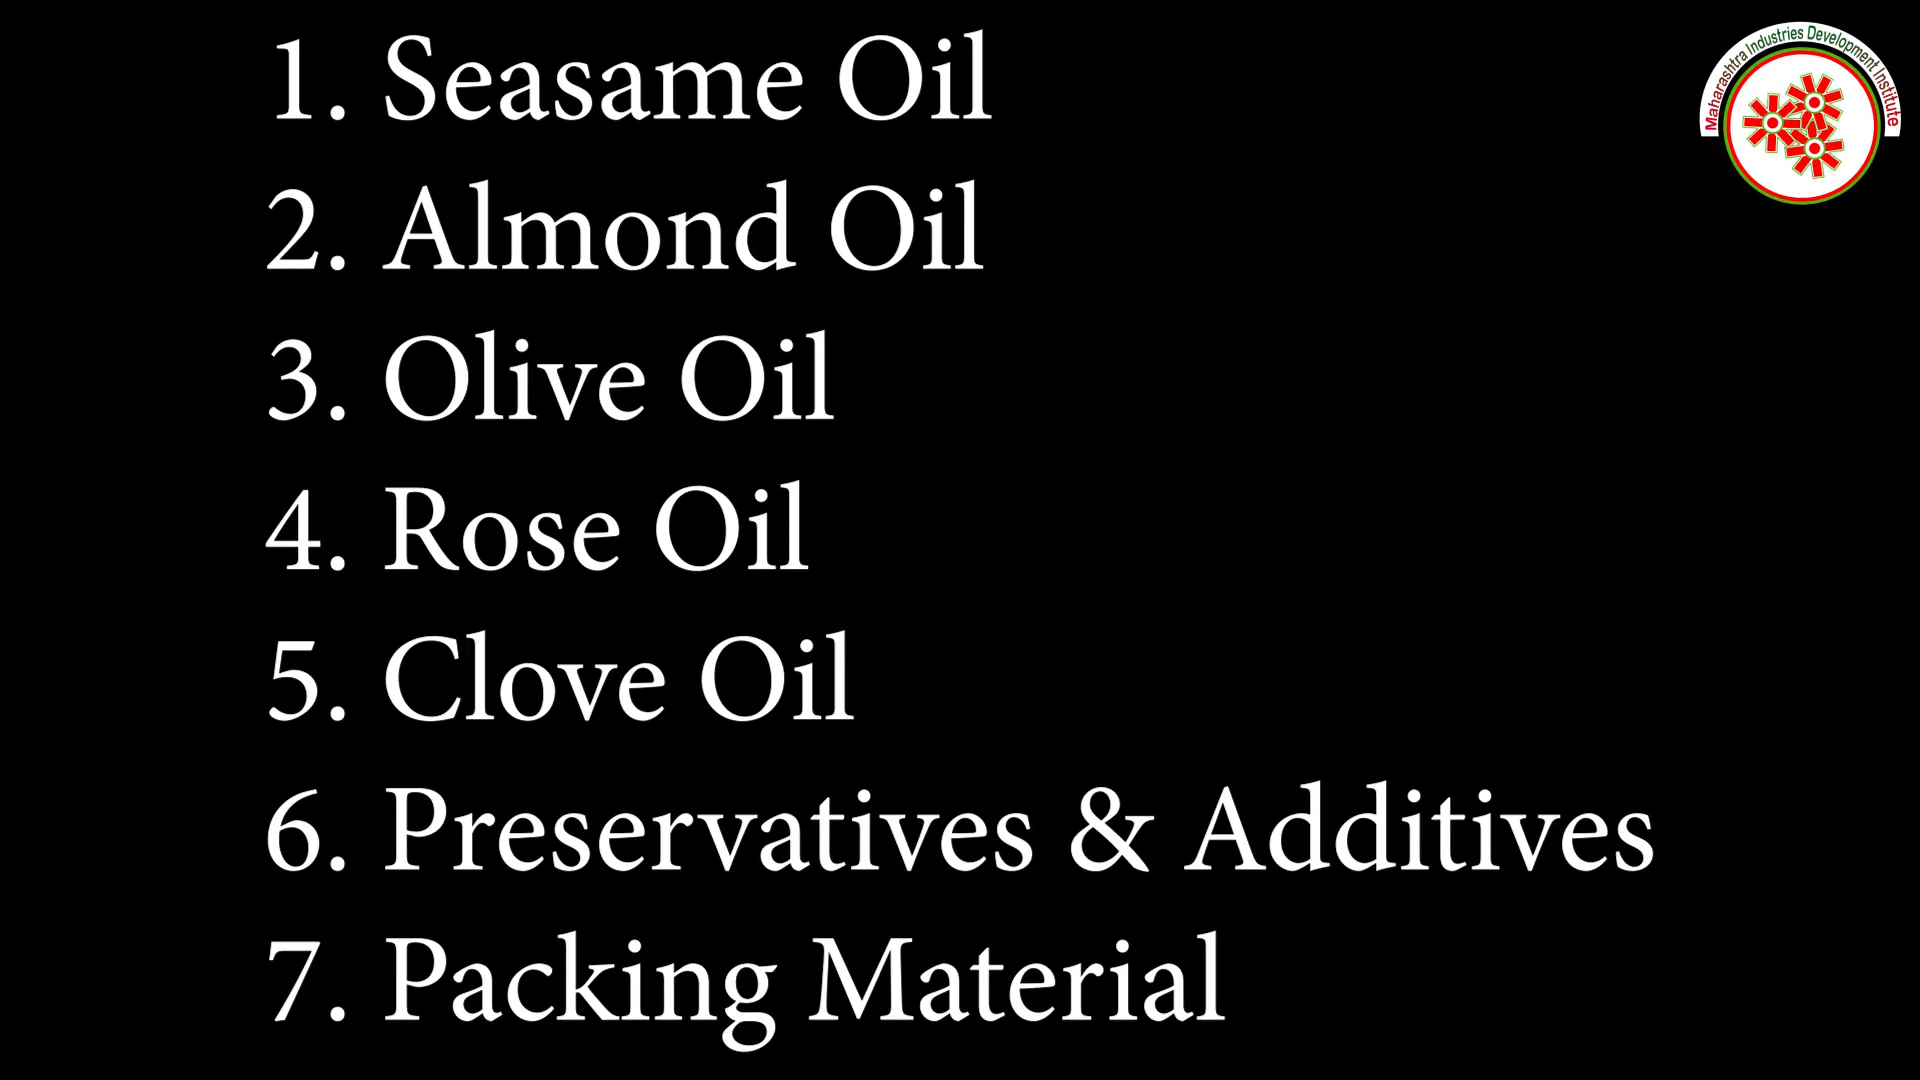 1. Seasame Oil
2. Almond Oil
3. Olive Oil
4. Rose Oil
5. Clove Oil
6. Preservatives & Additives
7. Packing Material
Maharashtra Industries Development Institute